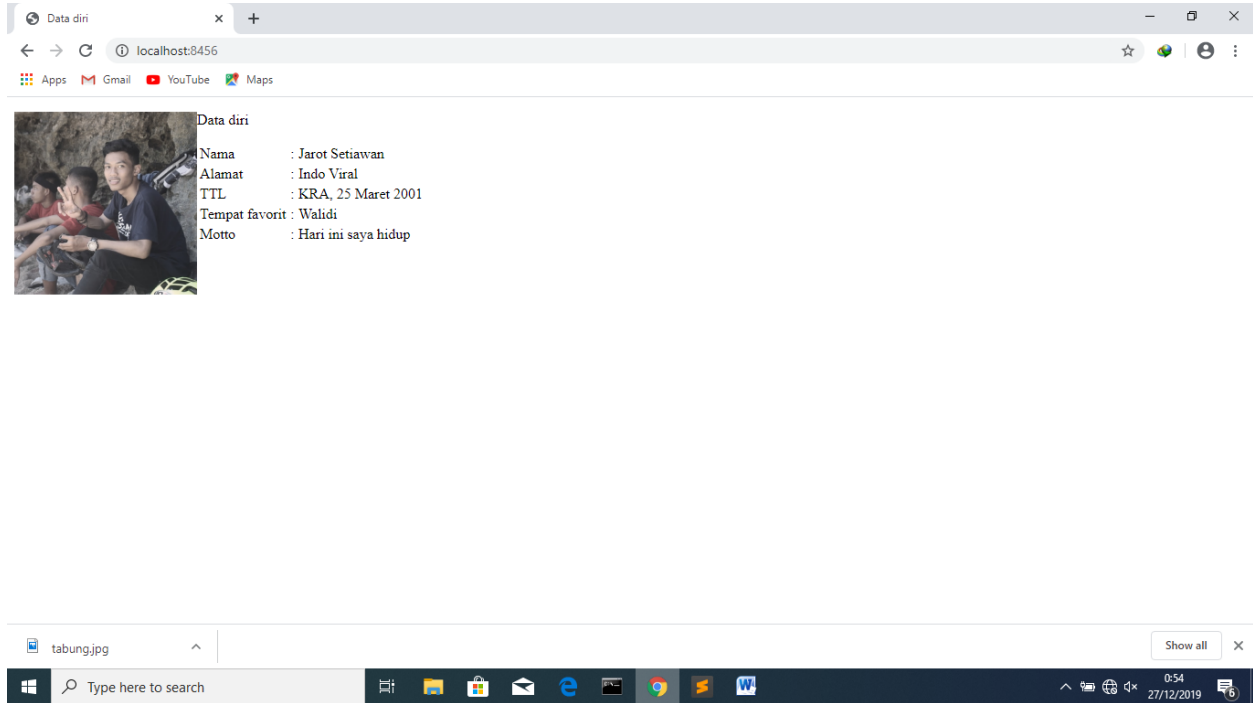 Data diri
localhost:8456
Apps Gmail YouTube Maps
Data diri
Nama : Jarot Setiawan
Alamat : Indo Viral
TTL : KRA, 25 Maret 2001
Tempat favorit : Walidi
Motto : Hari ini saya hidup
tabung.jpg
Show all
Type here to search
0:54
27/12/2019
6